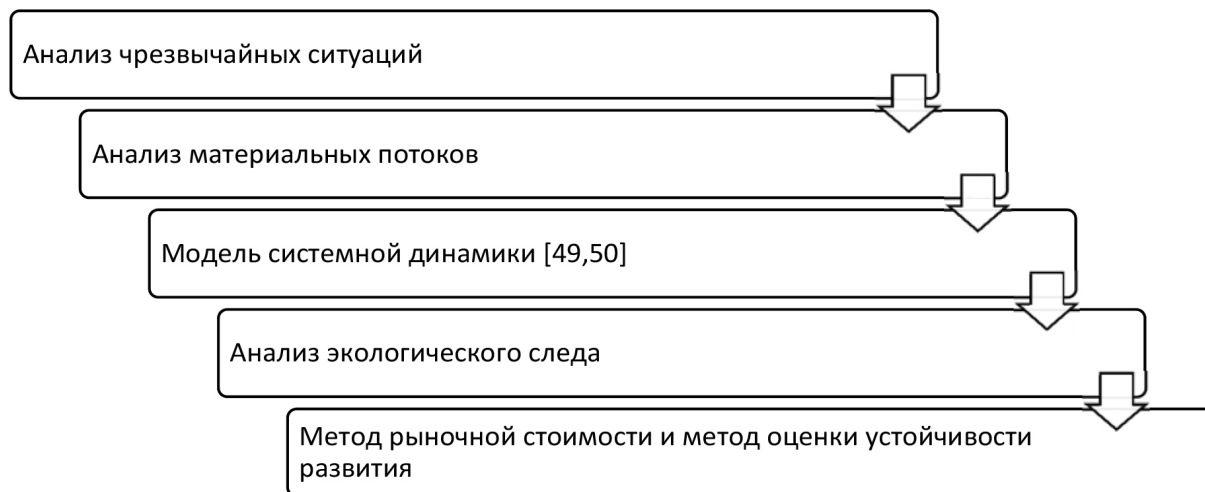 Анализ чрезвычайных ситуаций
Анализ материальных потоков
Модель системной динамики [49,50]
Анализ экологического следа
Метод рыночной стоимости и метод оценки устойчивости
развития